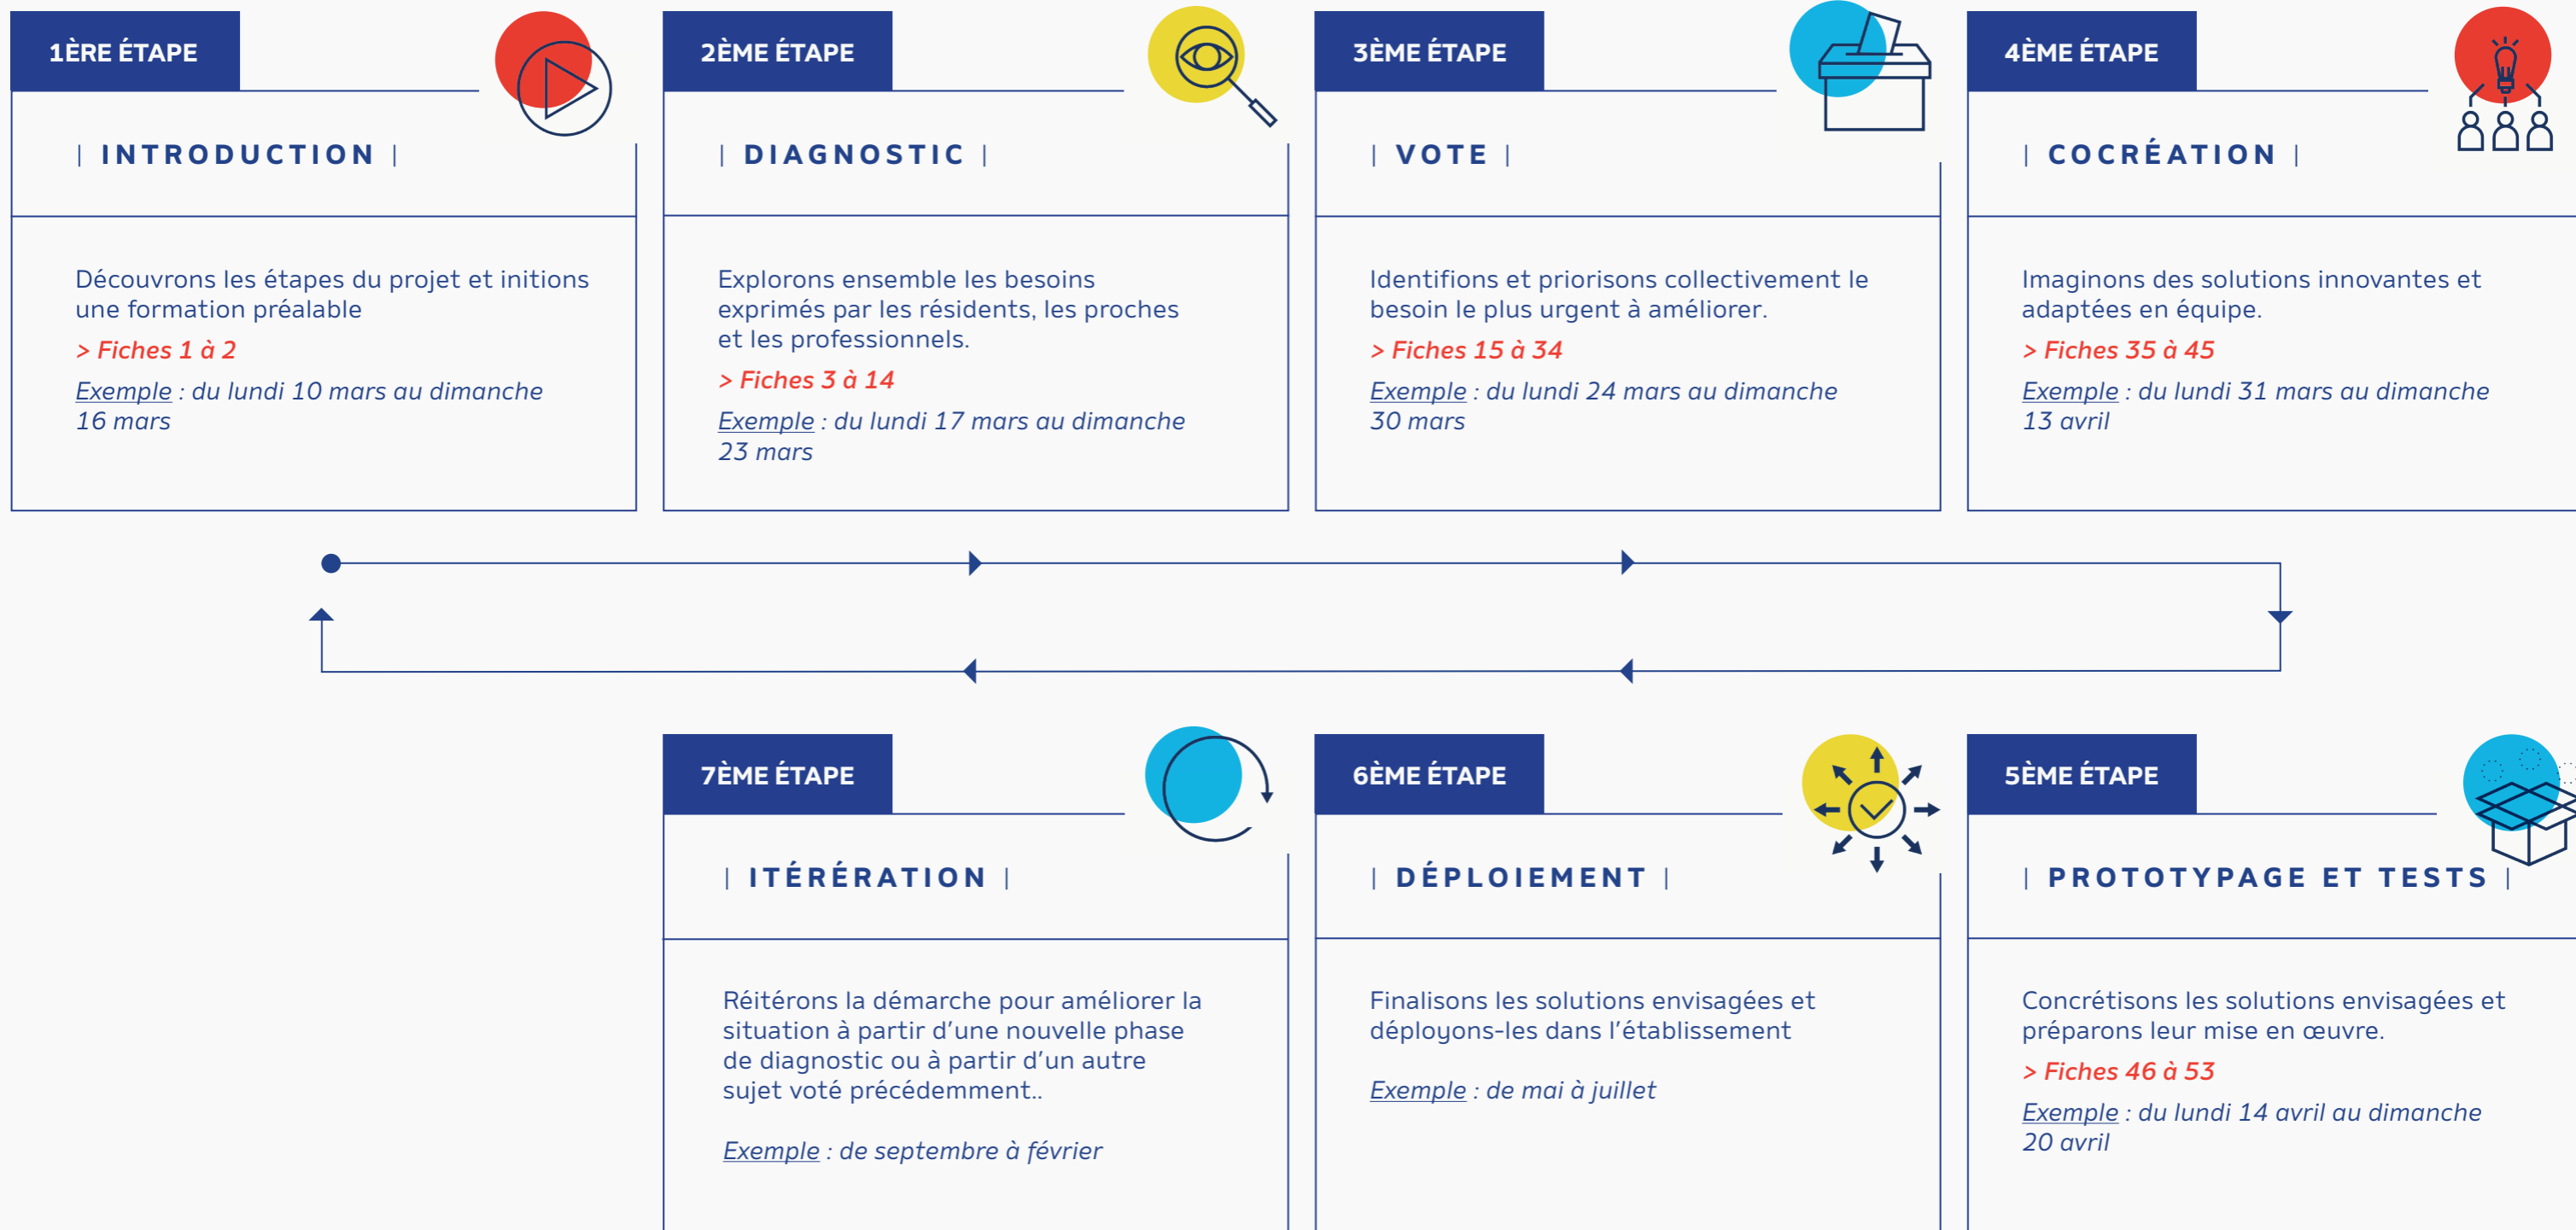 1ÈRE ÉTAPE
| INTRODUCTION |
Découvrons les étapes du projet et initions
une formation préalable
> Fiches 1 à 2
Exemple : du lundi 10 mars au dimanche
16 mars
2ÈME ÉTAPE
| DIAGNOSTIC |
Explorons ensemble les besoins
exprimés par les résidents, les proches
et les professionnels.
> Fiches 3 à 14
Exemple : du lundi 17 mars au dimanche
23 mars
3ÈME ÉTAPE
| VOTE |
Identifions et priorisons collectivement le
besoin le plus urgent à améliorer.
> Fiches 15 à 34
Exemple : du lundi 24 mars au dimanche
30 mars
4ÈME ÉTAPE
| COCRÉATION |
Imaginons des solutions innovantes et
adaptées en équipe.
> Fiches 35 à 45
Exemple : du lundi 31 mars au dimanche
13 avril
5ÈME ÉTAPE
| PROTOTYPAGE ET TESTS |
Concrétisons les solutions envisagées et
préparons leur mise en œuvre.
> Fiches 46 à 53
Exemple : du lundi 14 avril au dimanche
20 avril
6ÈME ÉTAPE
| DÉPLOIEMENT |
Finalisons les solutions envisagées et
déployons-les dans l'établissement
Exemple : de mai à juillet
7ÈME ÉTAPE
| ITÉRÉRATION |
Réitérons la démarche pour améliorer la
situation à partir d'une nouvelle phase
de diagnostic ou à partir d'un autre
sujet voté précédemment..
Exemple : de septembre à février